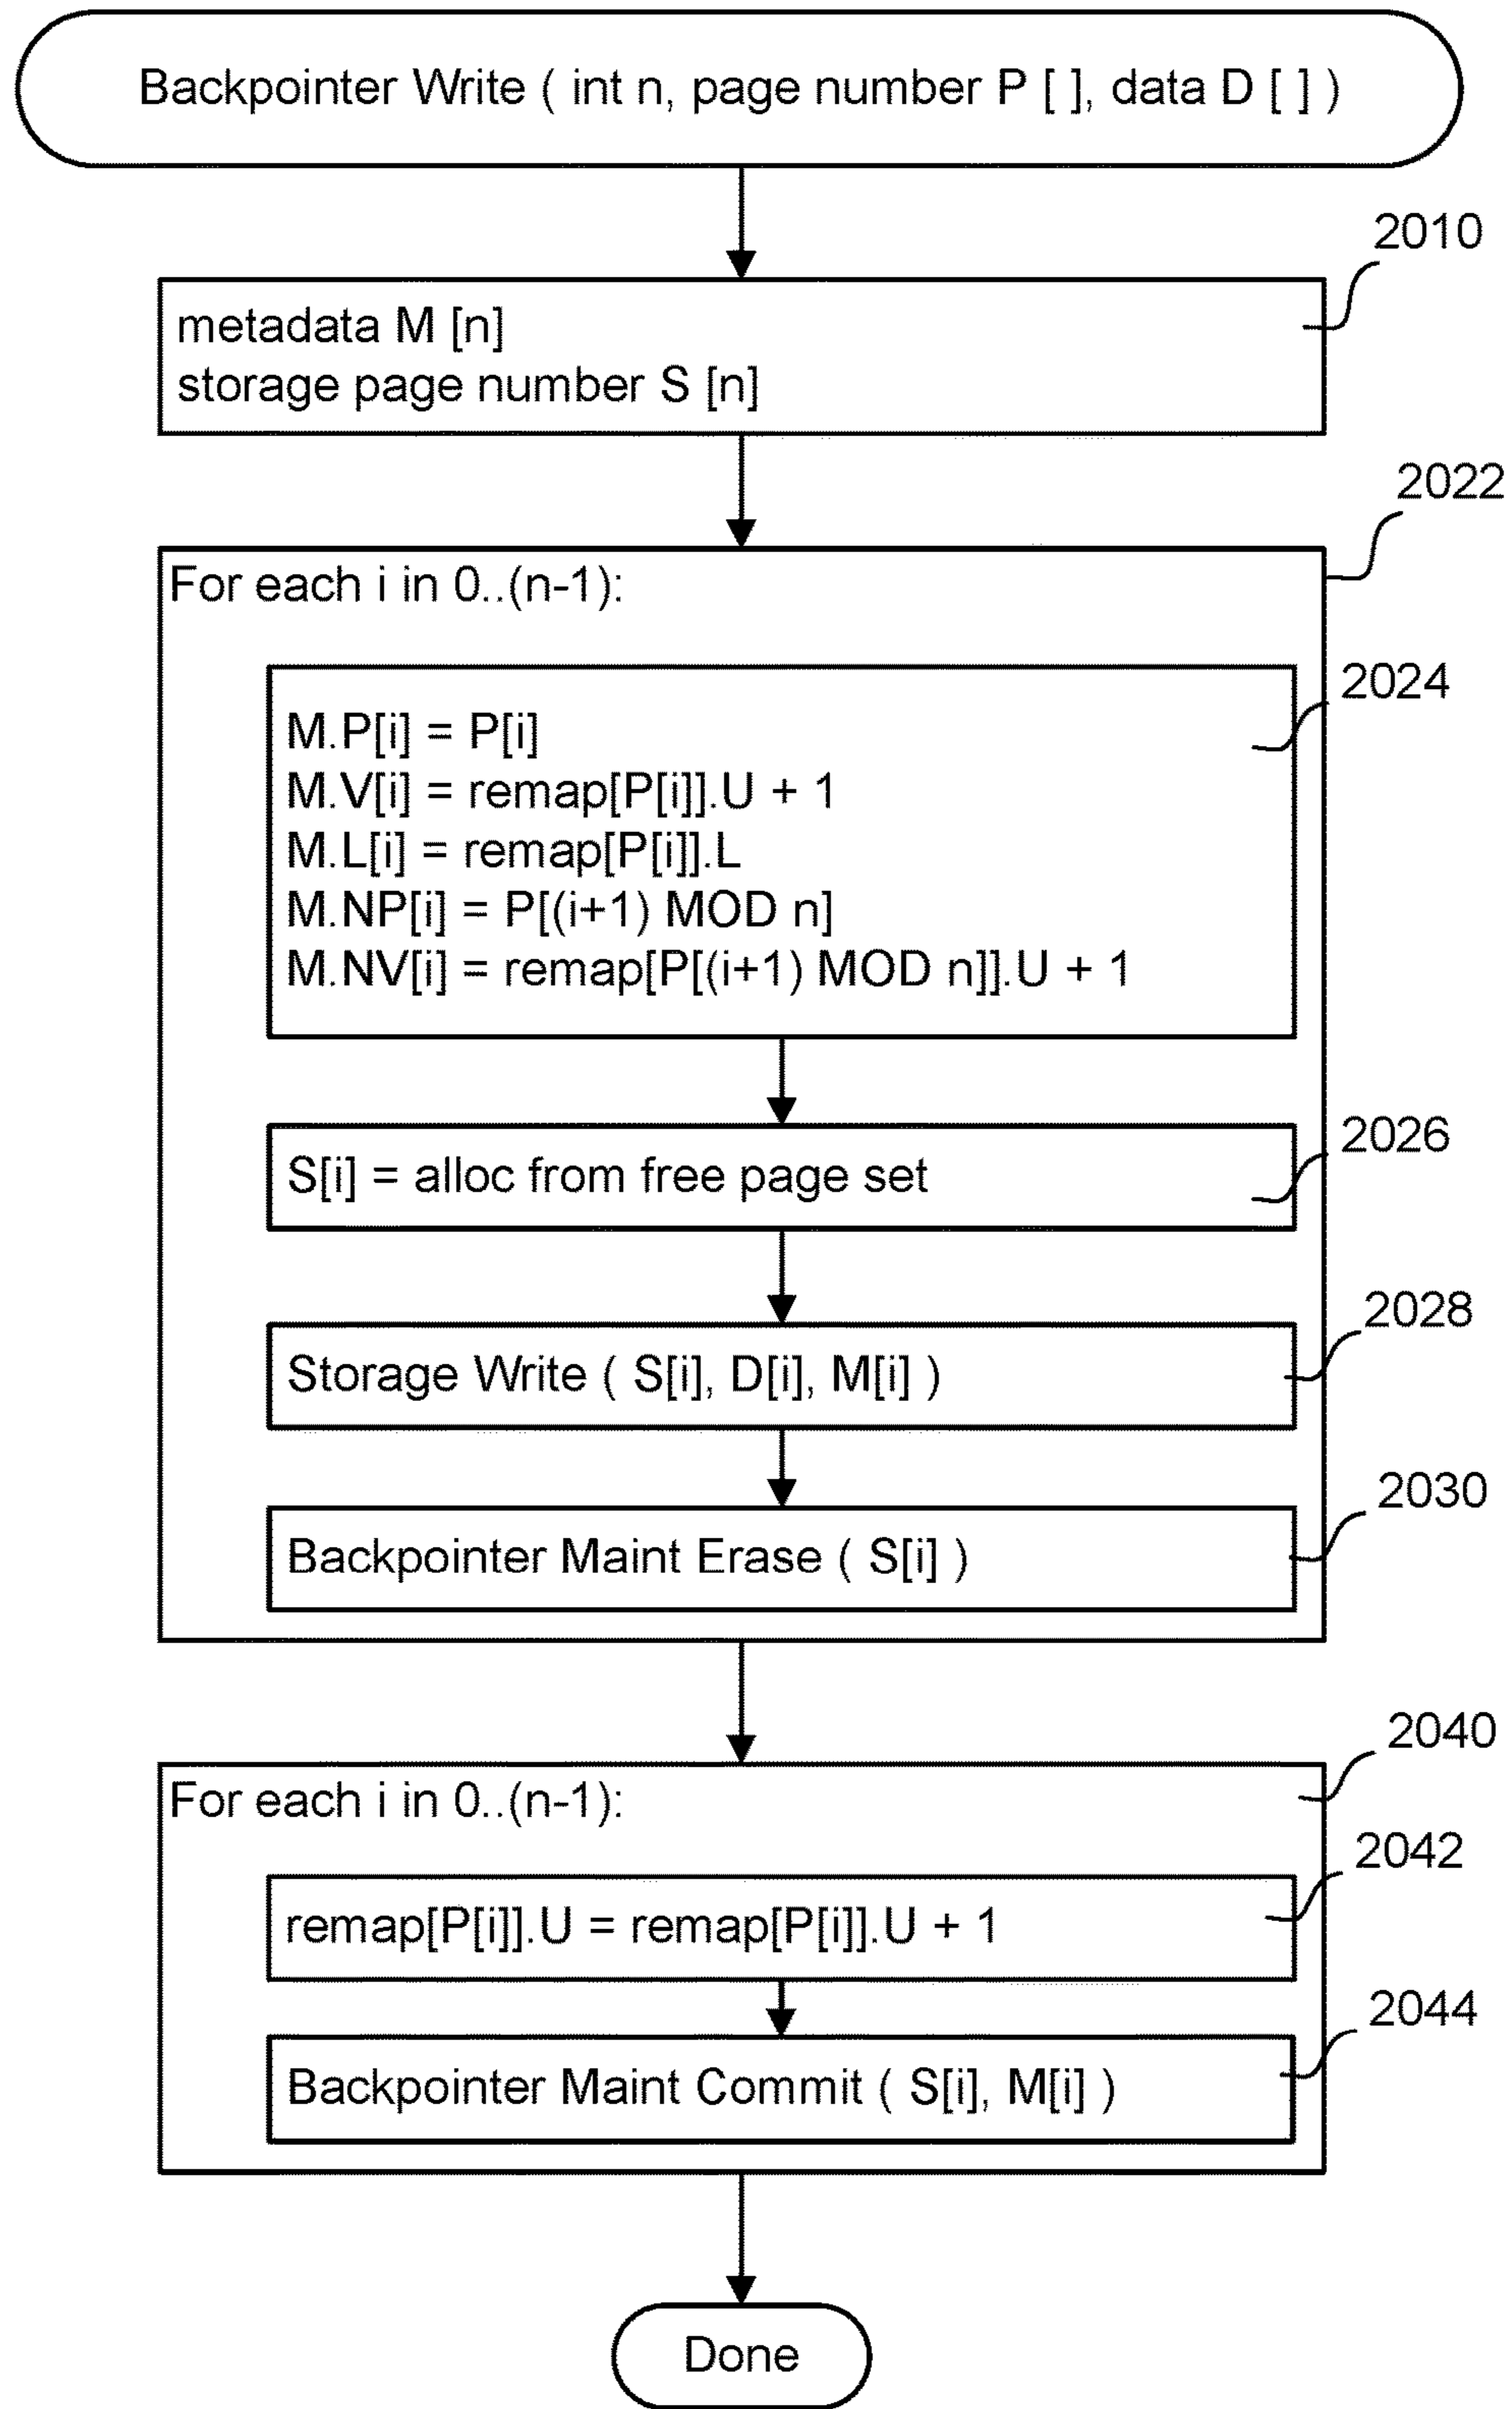 Backpointer Write ( int n, page number P [ ], data D [ ] )
2010
metadata M [n]
storage page number S [n]
2022
For each i in 0..(n-1):
2024
M.P[i] = P[i]
M.V[i] = remap[P[i]].U + 1
M.L[i] = remap[P[i]].L
M.NP[i] = P[(i+1) MOD n]
M.NV[i] = remap[P[(i+1) MOD n]].U + 1
2026
S[i] = alloc from free page set
2028
Storage Write ( S[i], D[i], M[i] )
2030
Backpointer Maint Erase ( S[i] )
2040
For each i in 0..(n-1):
2042
remap[P[i]].U = remap[P[i]].U + 1
2044
Backpointer Maint Commit ( S[i], M[i] )
Done